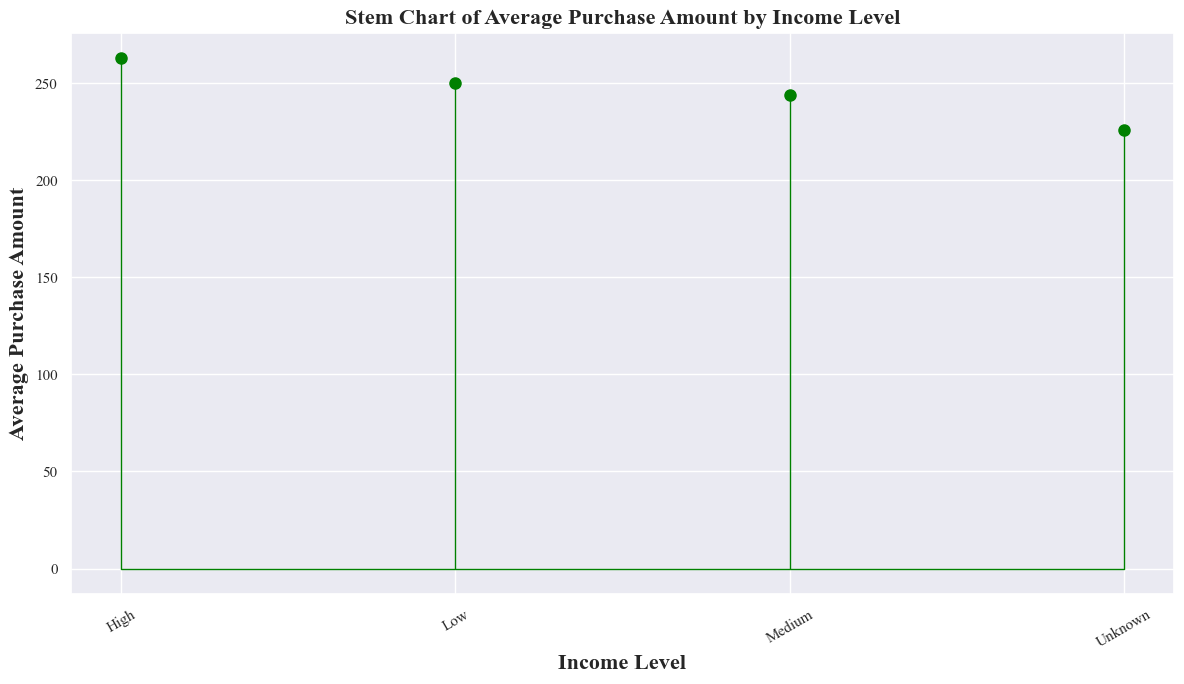 Stem Chart of Average Purchase Amount by Income Level
Average Purchase Amount
250
200
150
100
50
0
High
Low
Medium
Unknown
Income Level